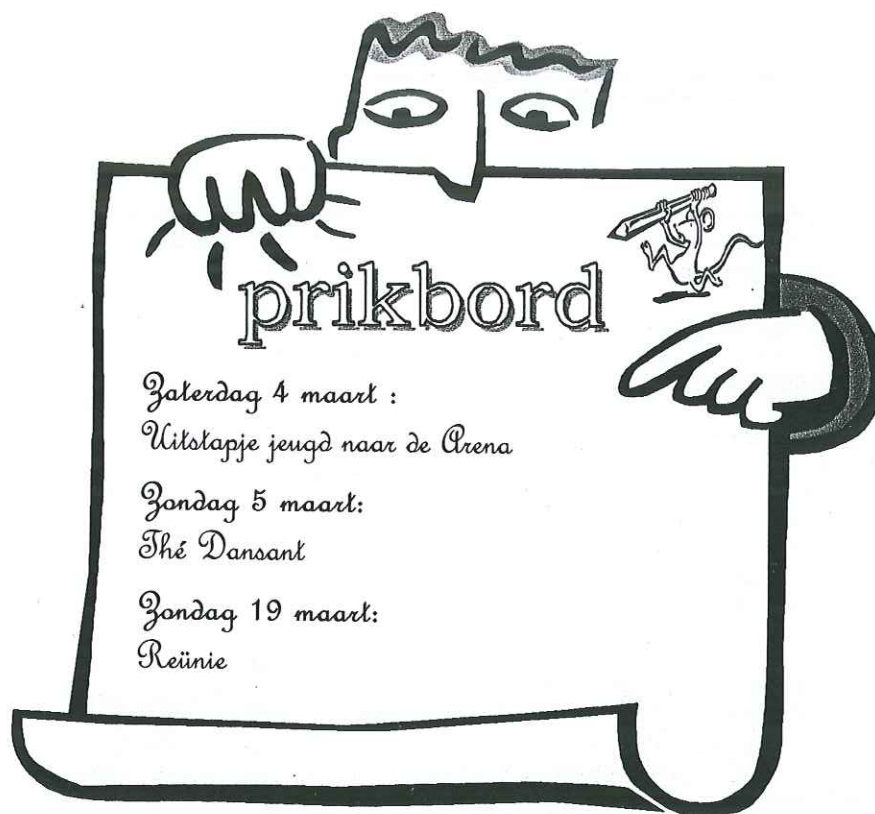 prikbord
Zaterdag 4 maart :
Uitstapje jeugd naar de Arena
Zondag 5 maart:
Thé Dansant
Zondag 19 maart:
Reünie